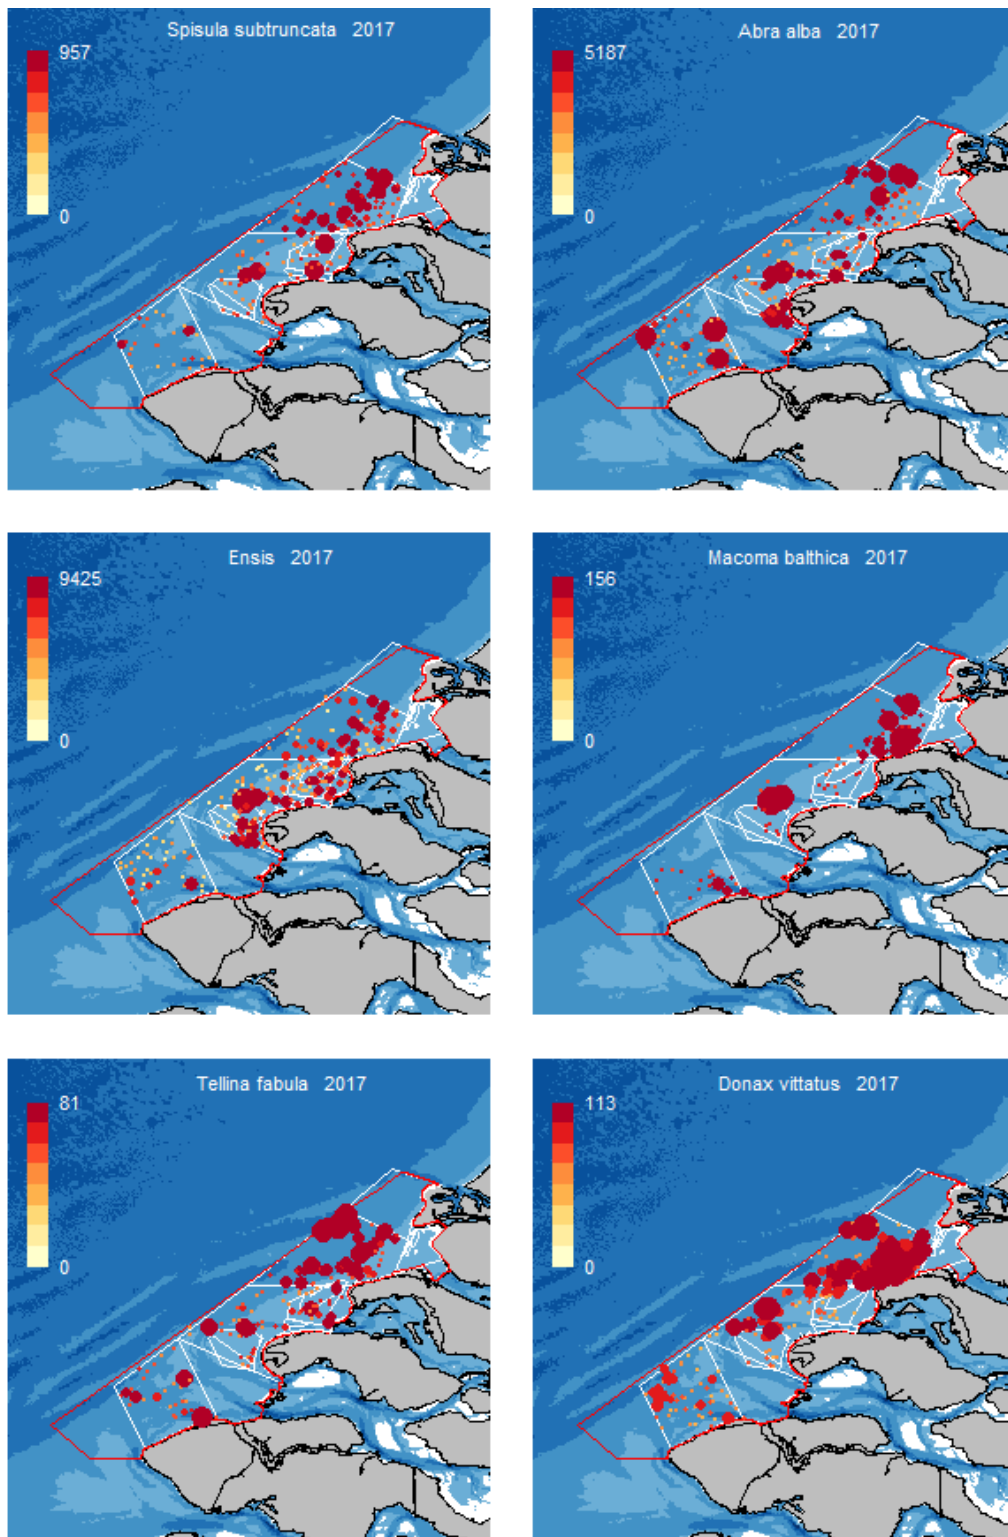 Spisula subtruncata 2017
957
0
Abra alba 2017
5187
0
Ensis 2017
9425
0
Macoma balthica 2017
156
0
Tellina fabula 2017
81
0
Donax vittatus 2017
113
0